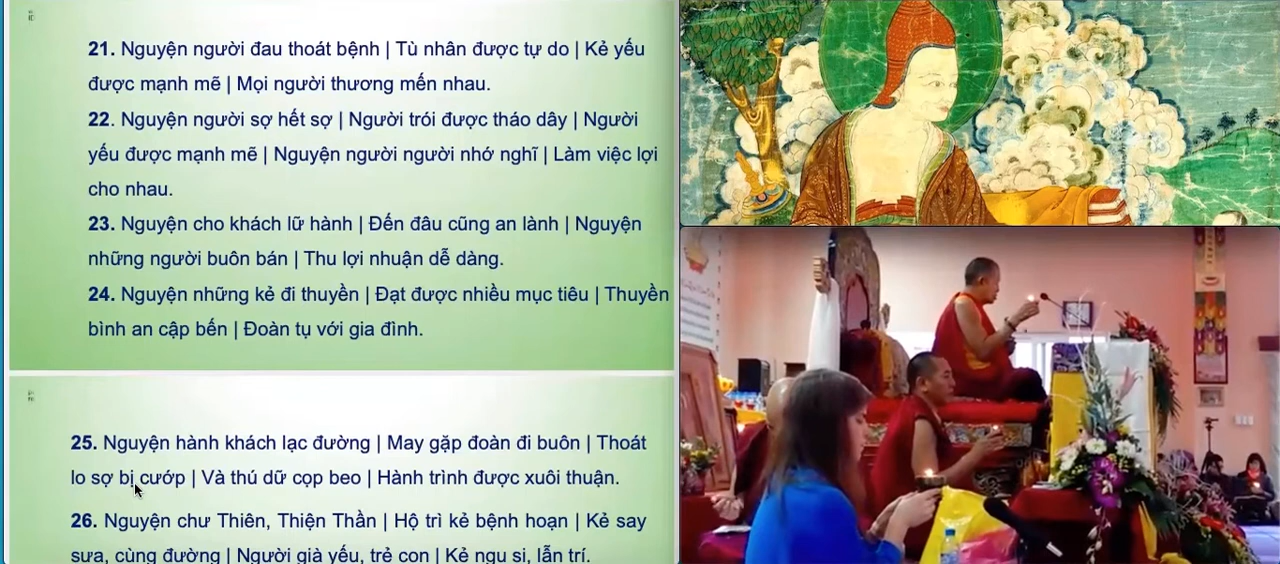 21. Nguyện người đau thoát bệnh | Tù nhân được tự do | Kẻ yếu
được mạnh mẽ | Mọi người thương mến nhau.
22. Nguyện người sợ hết sợ | Người trói được tháo dây | Người
yếu được mạnh mẽ | Nguyện người người nhớ nghĩ | Làm việc lợi
cho nhau.
23. Nguyện cho khách lữ hành | Đến đâu cũng an lành | Nguyện
những người buôn bán | Thu lợi nhuận dễ dàng.
24. Nguyện những kẻ đi thuyền | Đạt được nhiều mục tiêu | Thuyền
bình an cập bến | Đoàn tụ với gia đình.
25. Nguyện hành khách lạc đường | May gặp đoàn đi buôn | Thoát
lo sợ bị cướp | Và thú dữ cọp beo | Hành trình được xuôi thuận.
26. Nguyện chư Thiên, Thiện Thần | Hộ trì kẻ bệnh hoạn | Kẻ say
sưa, cùng đường | Người già yếu, trẻ con | Kẻ ngu si, lẫn trí.